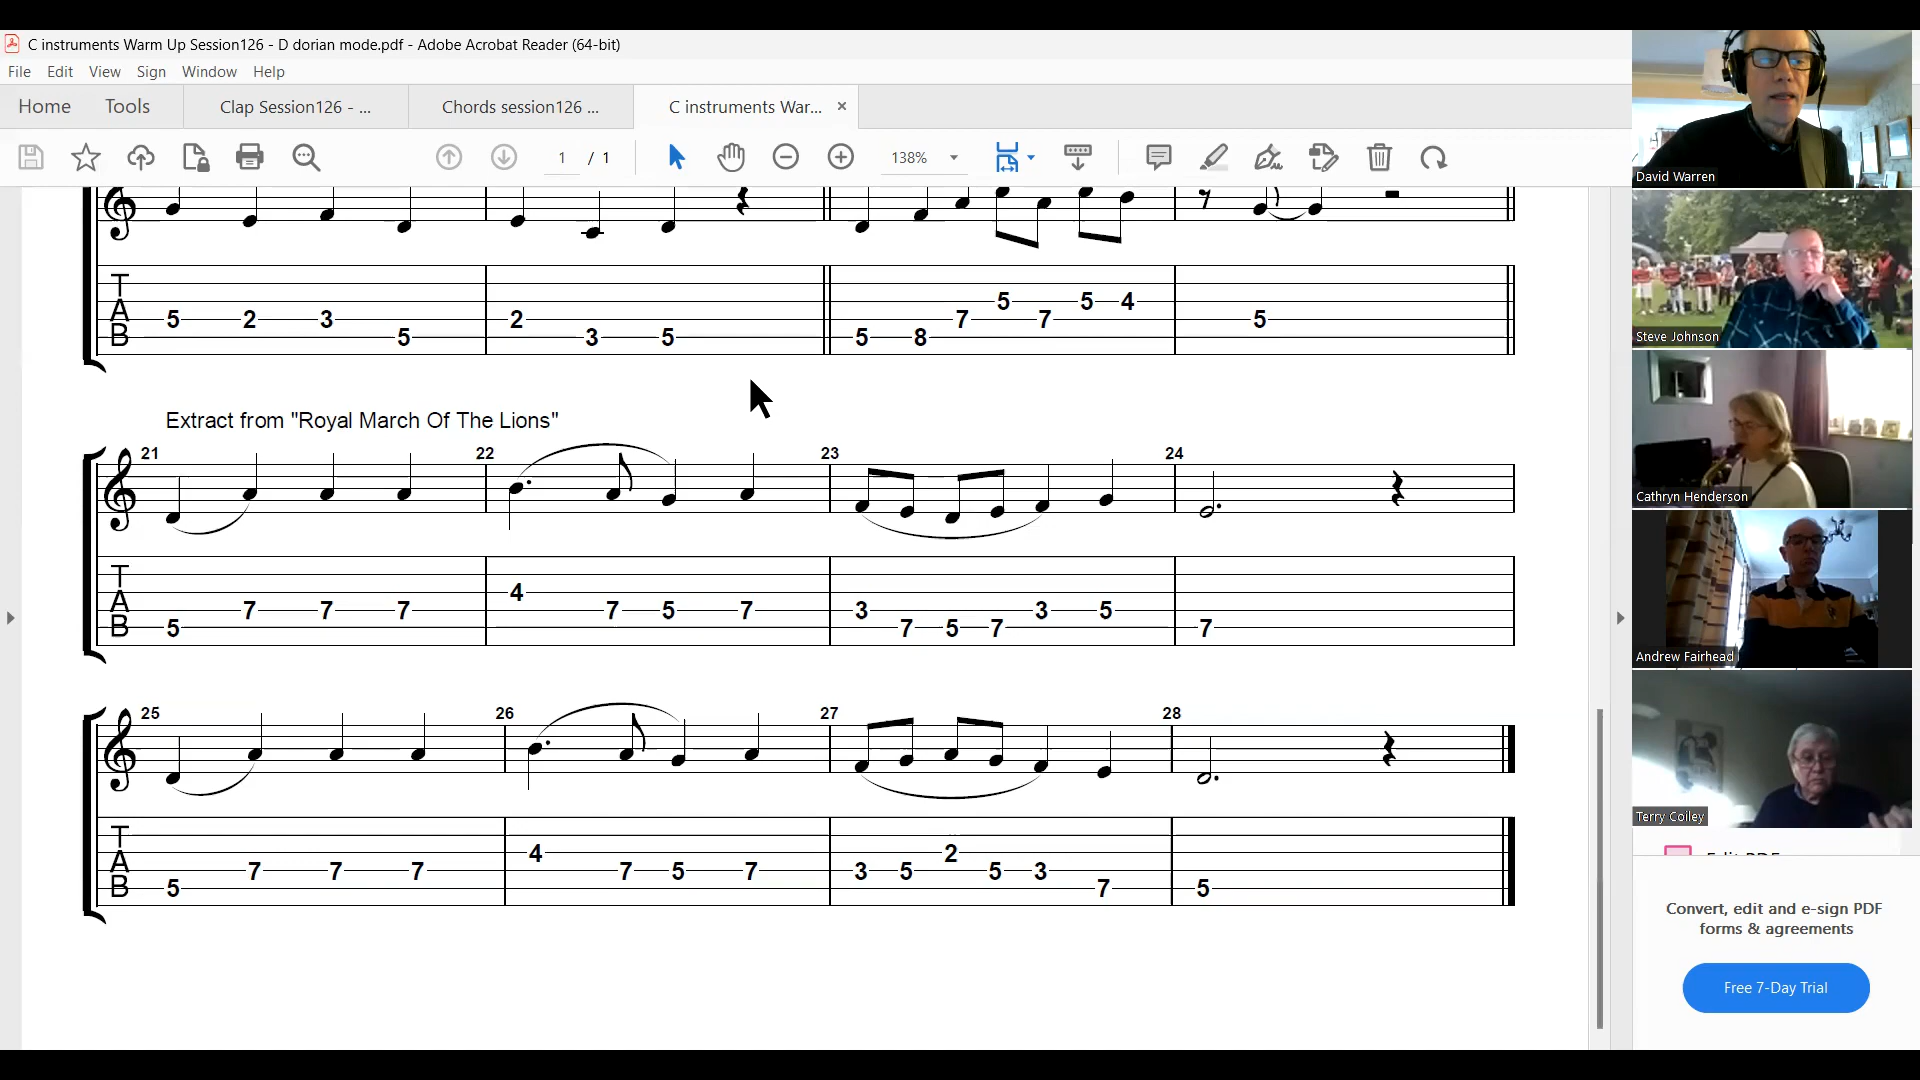 C instruments Warm Up Session126 - D dorian mode.pdf - Adobe Acrobat Reader (64-bit)
File Edit View Sign Window Help
Home Tools Clap Session126 - ... Chords session126 ... C instruments War... ×
1 / 1 138%
David Warren
T A B 5 2 3 5 2 3 5 5 8 7 5 7 5 4 5
Steve Johnson
Extract from "Royal March Of The Lions"
21 22 23 24
Cathryn Henderson
T A B 5 7 7 7 4 7 5 7 3 7 5 7 3 5 7
Andrew Fairhead
25 26 27 28
Terry Coiley
T A B 5 7 7 7 4 7 5 7 3 5 2 5 3 7 5
Edit PDF
Convert, edit and e-sign PDF
forms & agreements
Free 7-Day Trial